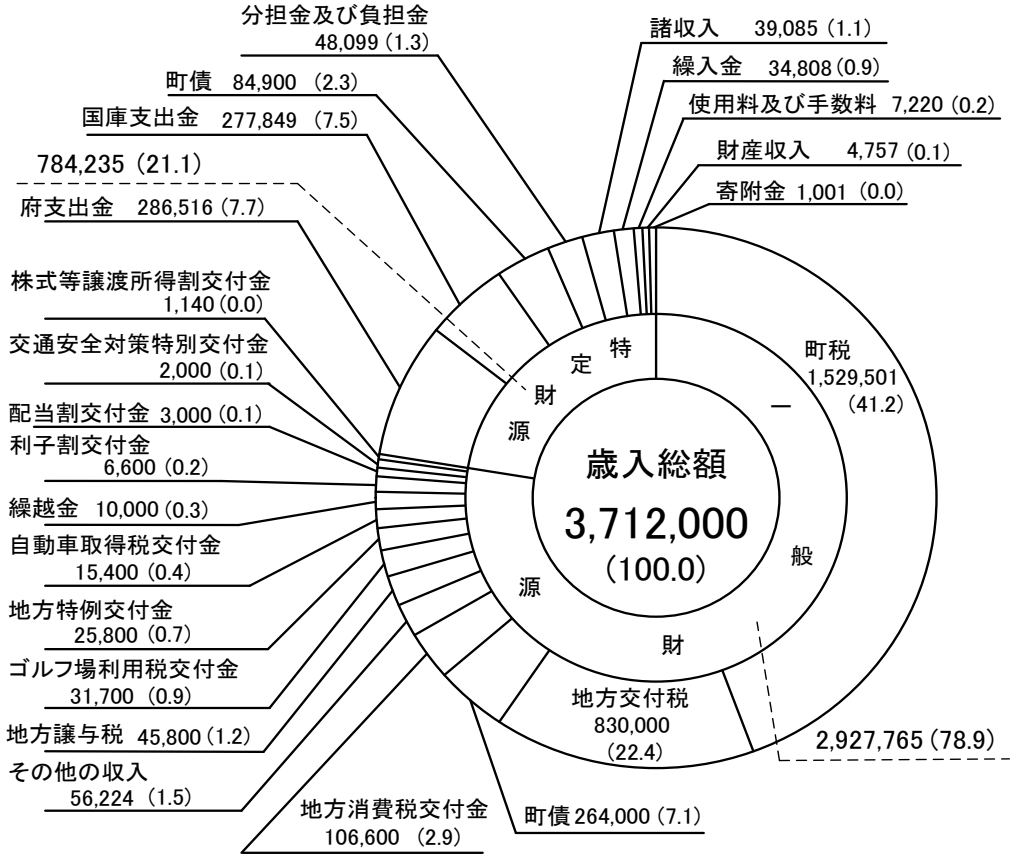 分担金及び負担金
48,099 (1.3)
町債 84,900 (2.3)
国庫支出金 277,849 (7.5)
784,235 (21.1)
府支出金 286,516 (7.7)
株式等譲渡所得割交付金
1,140 (0.0)
交通安全対策特別交付金
2,000 (0.1)
配当割交付金 3,000 (0.1)
利子割交付金
6,600 (0.2)
繰越金 10,000 (0.3)
自動車取得税交付金
15,400 (0.4)
地方特例交付金
25,800 (0.7)
ゴルフ場利用税交付金
31,700 (0.9)
地方譲与税 45,800 (1.2)
その他の収入
56,224 (1.5)
地方消費税交付金
106,600 (2.9)
町債 264,000 (7.1)
地方交付税
830,000
(22.4)
2,927,765 (78.9)
諸収入 39,085 (1.1)
繰入金 34,808 (0.9)
使用料及び手数料 7,220 (0.2)
財産収入 4,757 (0.1)
寄附金 1,001 (0.0)
町税
1,529,501
(41.2)
特定財源
一般財源
歳入総額
3,712,000
(100.0)